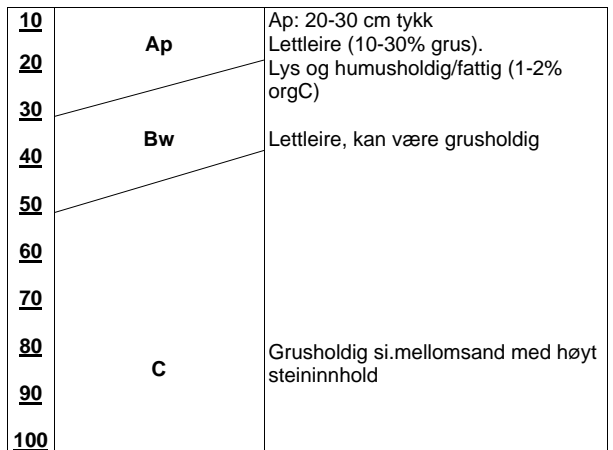 10
Ap
Ap: 20-30 cm tykk
Lettleire (10-30% grus).
20
Lys og humusholdig/fattig (1-2%
orgC)
30
Bw
Lettleire, kan være grusholdig
40
50
60
70
80
Grusholdig si.mellomsand med høyt
C
steininnhold
90
100